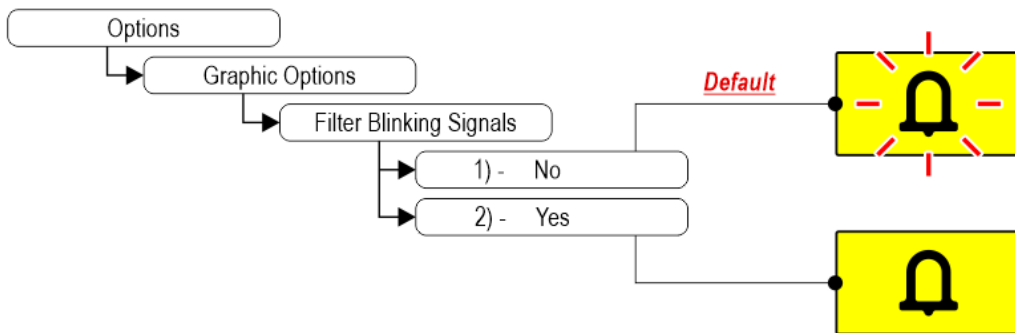 Options
Graphic Options
Default
Filter Blinking Signals
1) - No
2) - Yes